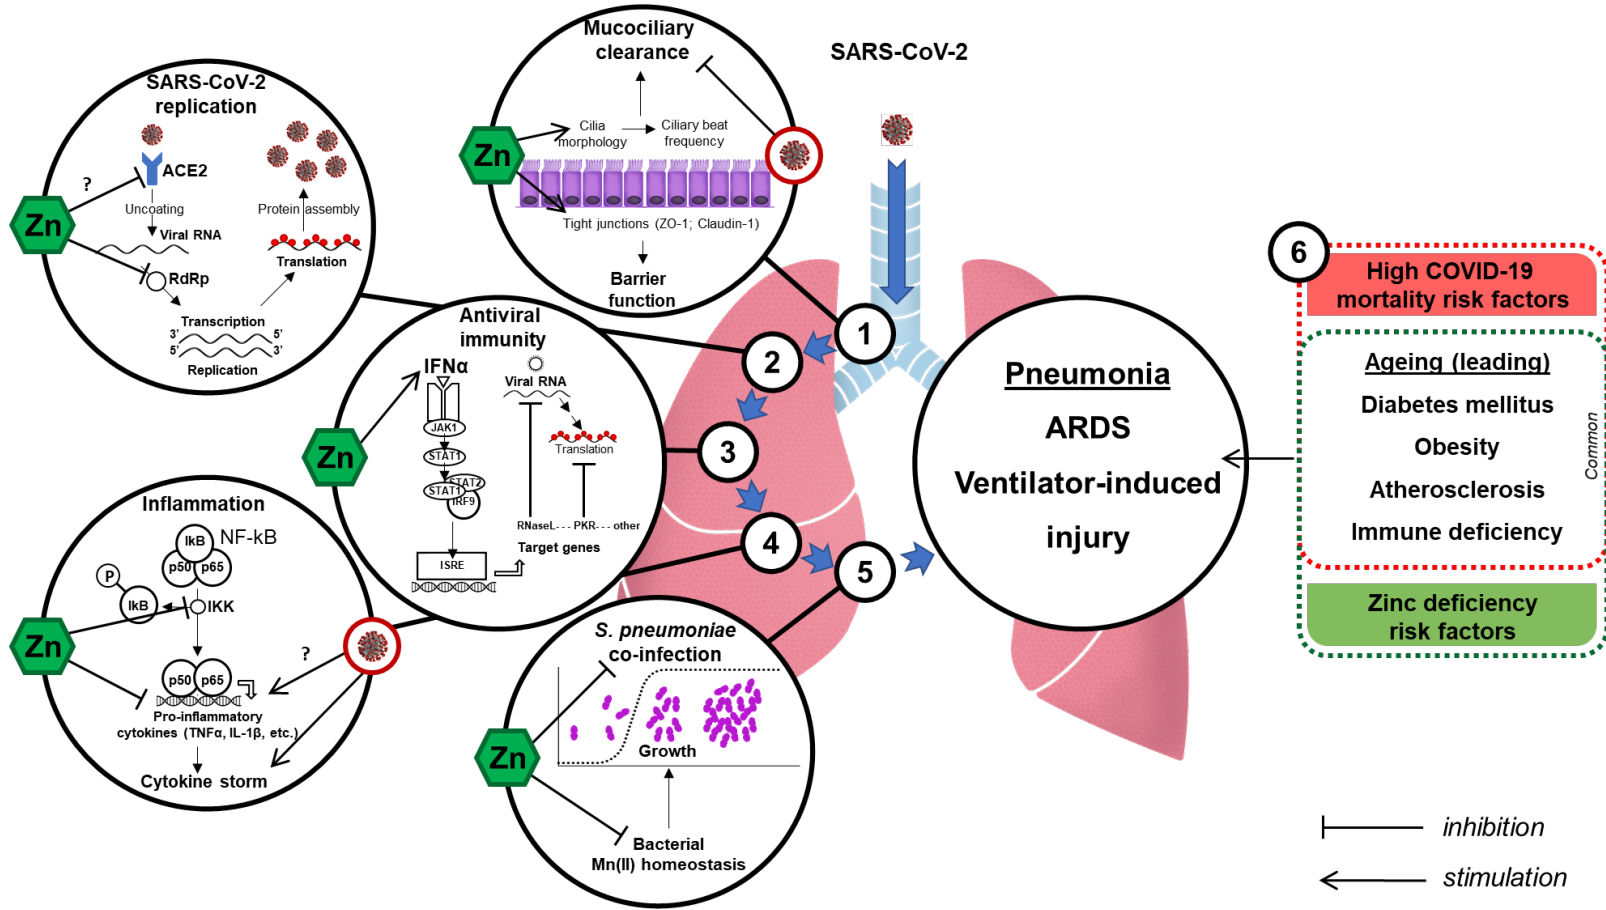 SARS-CoV-2
replication
?
ACE2
Zn
Uncoating
Viral RNA
RdRp
Protein assembly
Translation
Transcription
3' 5'
5' 3'
Replication
Mucociliary
clearance
Zn
Cilia
morphology
Ciliary beat
frequency
Tight junctions (ZO-1; Claudin-1)
Barrier
function
SARS-CoV-2
Antiviral
immunity
IFNα
Zn
JAK1
STAT1
STAT2
STAT1
IRF9
ISRE
Viral RNA
Translation
RNaseL--- PKR--- other
Target genes
Inflammation
IkB
NF-kB
p50 p65
P
IkB
IKK
Zn
?
p50 p65
Pro-inflammatory
cytokines (TNFα, IL-1β, etc.)
Cytokine storm
S. pneumoniae
co-infection
Zn
Growth
Bacterial
Mn(II) homeostasis
1
2
3
4
5
Pneumonia
ARDS
Ventilator-induced
injury
6
High COVID-19
mortality risk factors
Ageing (leading)
Diabetes mellitus
Obesity
Atherosclerosis
Immune deficiency
Common
Zinc deficiency
risk factors
inhibition
stimulation